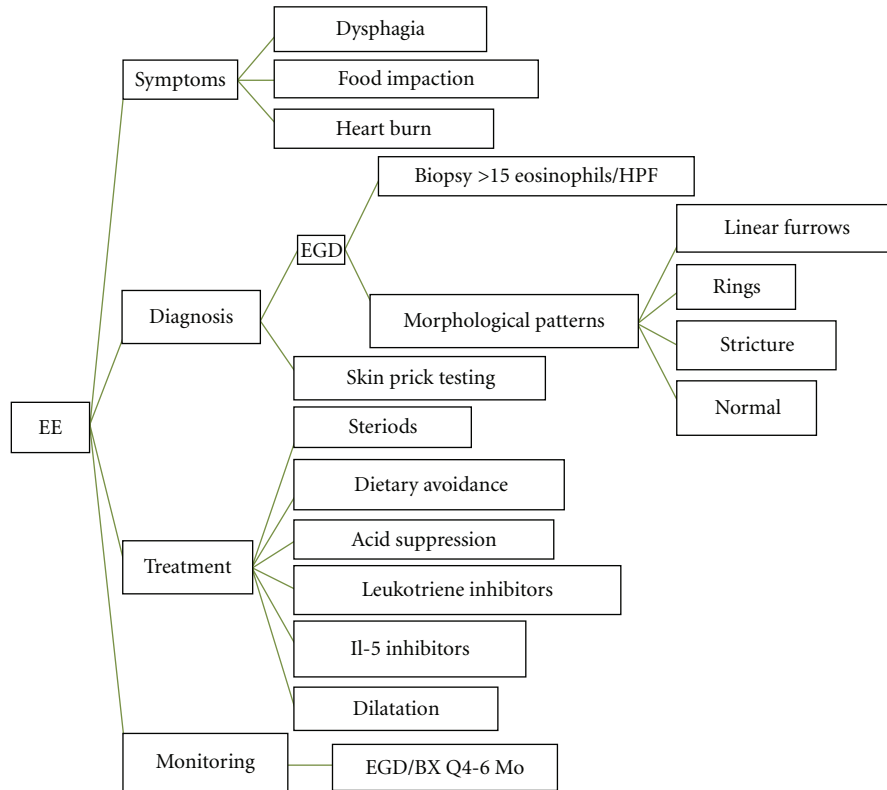 EE
Symptoms
Dysphagia
Food impaction
Heart burn
Diagnosis
EGD
Biopsy >15 eosinophils/HPF
Morphological patterns
Linear furrows
Rings
Stricture
Normal
Skin prick testing
Treatment
Steriods
Dietary avoidance
Acid suppression
Leukotriene inhibitors
Il-5 inhibitors
Dilatation
Monitoring
EGD/BX Q4-6 Mo